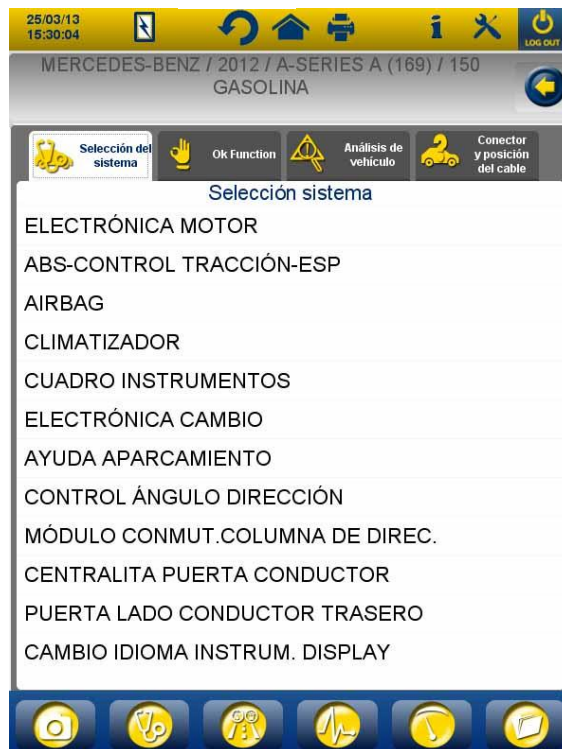 25/03/13
15:30:04
LOG OUT
MERCEDES-BENZ / 2012 / A-SERIES A (169) / 150
GASOLINA
Selección del
sistema
Ok Function
Análisis de
vehículo
Conector
y posición
del cable
Selección sistema
ELECTRÓNICA MOTOR
ABS-CONTROL TRACCIÓN-ESP
AIRBAG
CLIMATIZADOR
CUADRO INSTRUMENTOS
ELECTRÓNICA CAMBIO
AYUDA APARCAMIENTO
CONTROL ÁNGULO DIRECCIÓN
MÓDULO CONMUT.COLUMNA DE DIREC.
CENTRALITA PUERTA CONDUCTOR
PUERTA LADO CONDUCTOR TRASERO
CAMBIO IDIOMA INSTRUM. DISPLAY